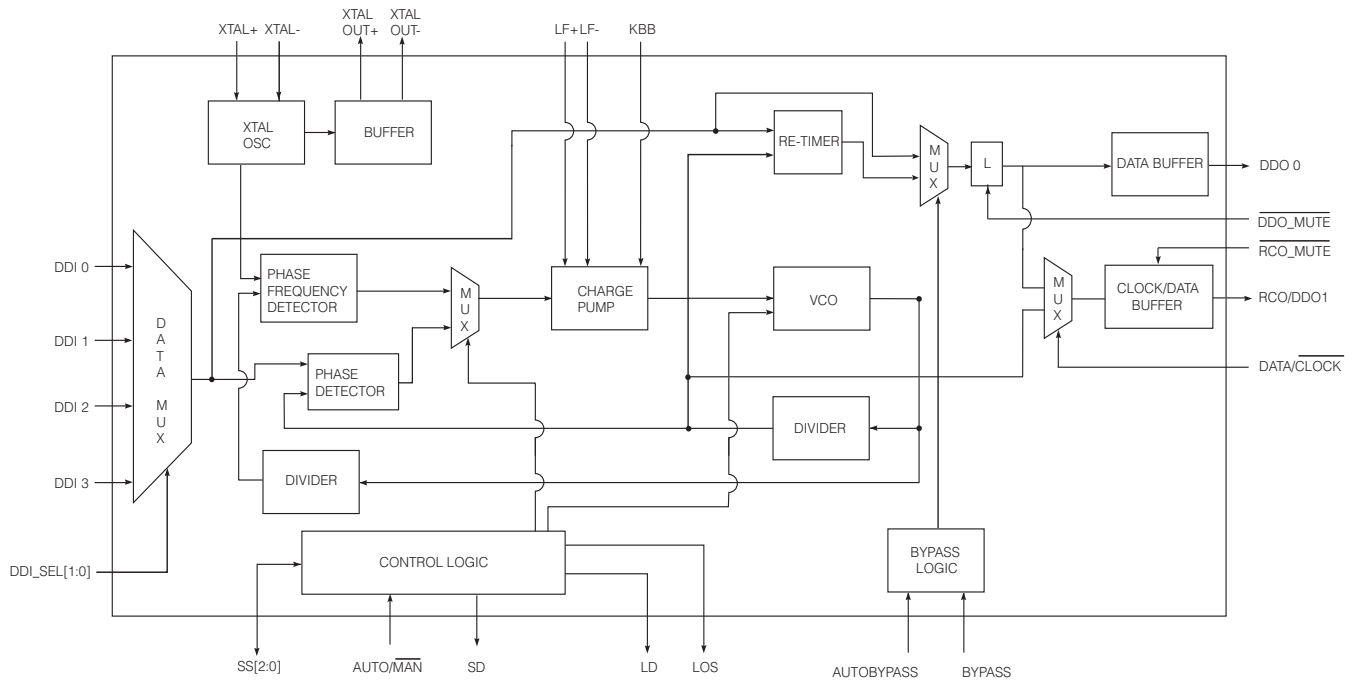 XTAL+ XTAL-
XTAL
OUT+
XTAL
OUT-
LF+ LF-
KBB
XTAL
OSC
BUFFER
RE-TIMER
M
U
X
L
DATA BUFFER
DDO 0
DDO_MUTE
RCO_MUTE
DDI 0
DDI 1
DDI 2
DDI 3
D
A
T
A
M
U
X
PHASE
FREQUENCY
DETECTOR
M
U
X
CHARGE
PUMP
VCO
M
U
X
CLOCK/DATA
BUFFER
RCO/DDO1
DATA/CLOCK
PHASE
DETECTOR
DIVIDER
DIVIDER
DDI_SEL[1:0]
CONTROL LOGIC
BYPASS
LOGIC
SS[2:0]
AUTO/MAN
SD
LD
LOS
AUTOBYPASS
BYPASS